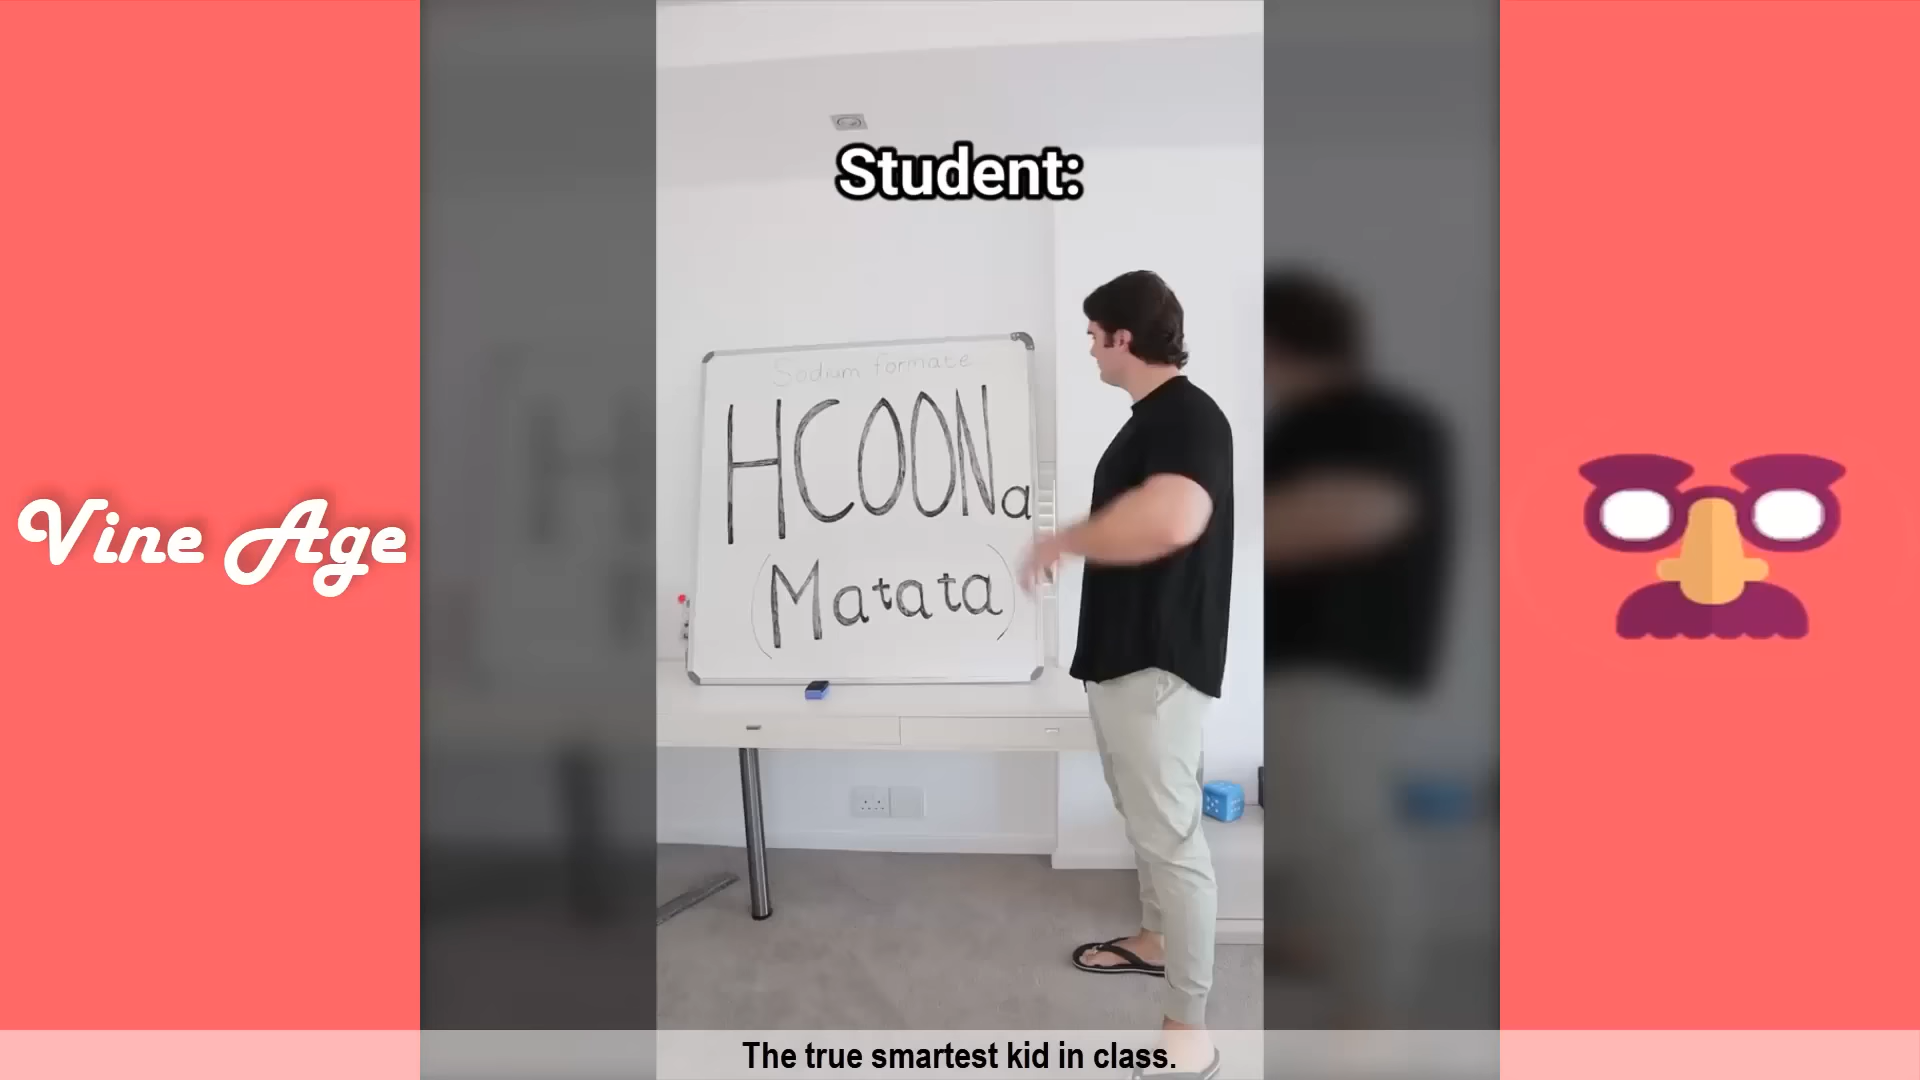 Student:
Sodium formate
HCOONa
(Matata)
Vine Age
The true smartest kid in class.